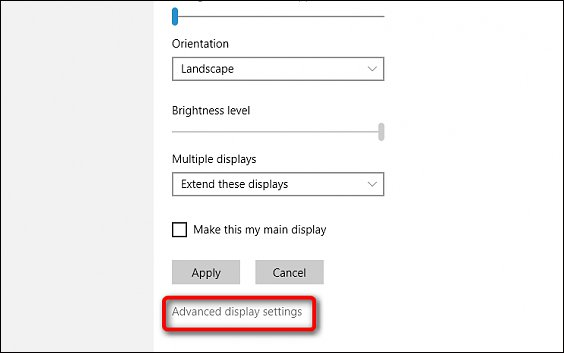 Orientation
Landscape
Brightness level
Multiple displays
Extend these displays
Make this my main display
Apply Cancel
Advanced display settings